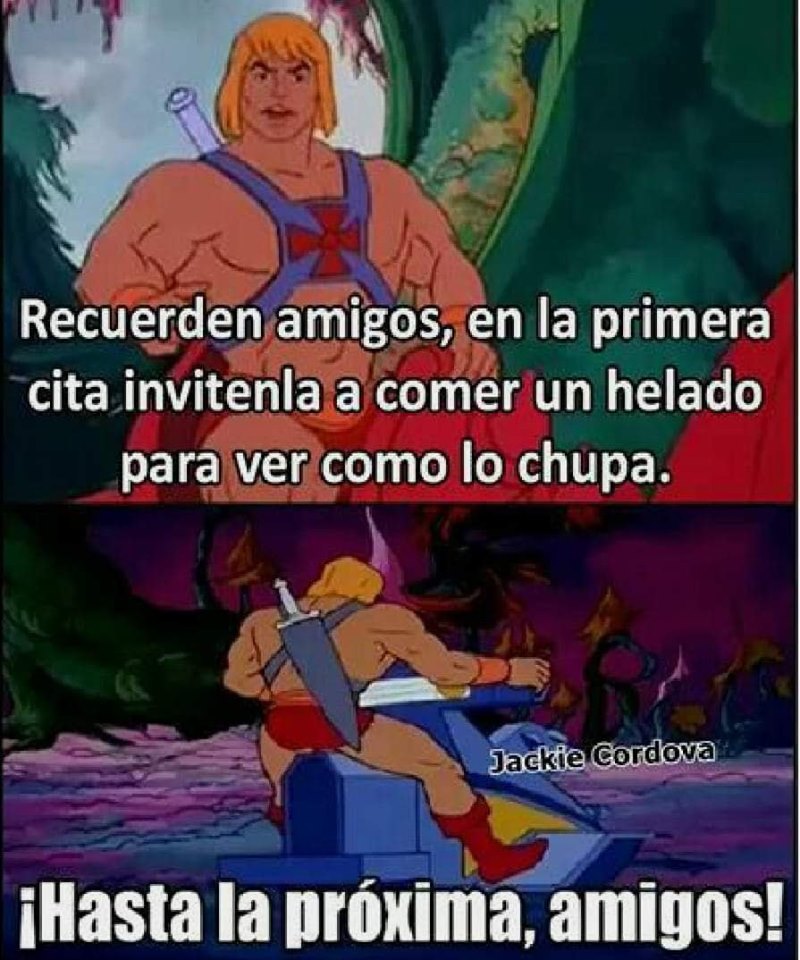 Recuerden amigos, en la primera
cita invitenla a comer un helado
para ver como lo chupa.
Jackie Cordova
¡Hasta la próxima, amigos!